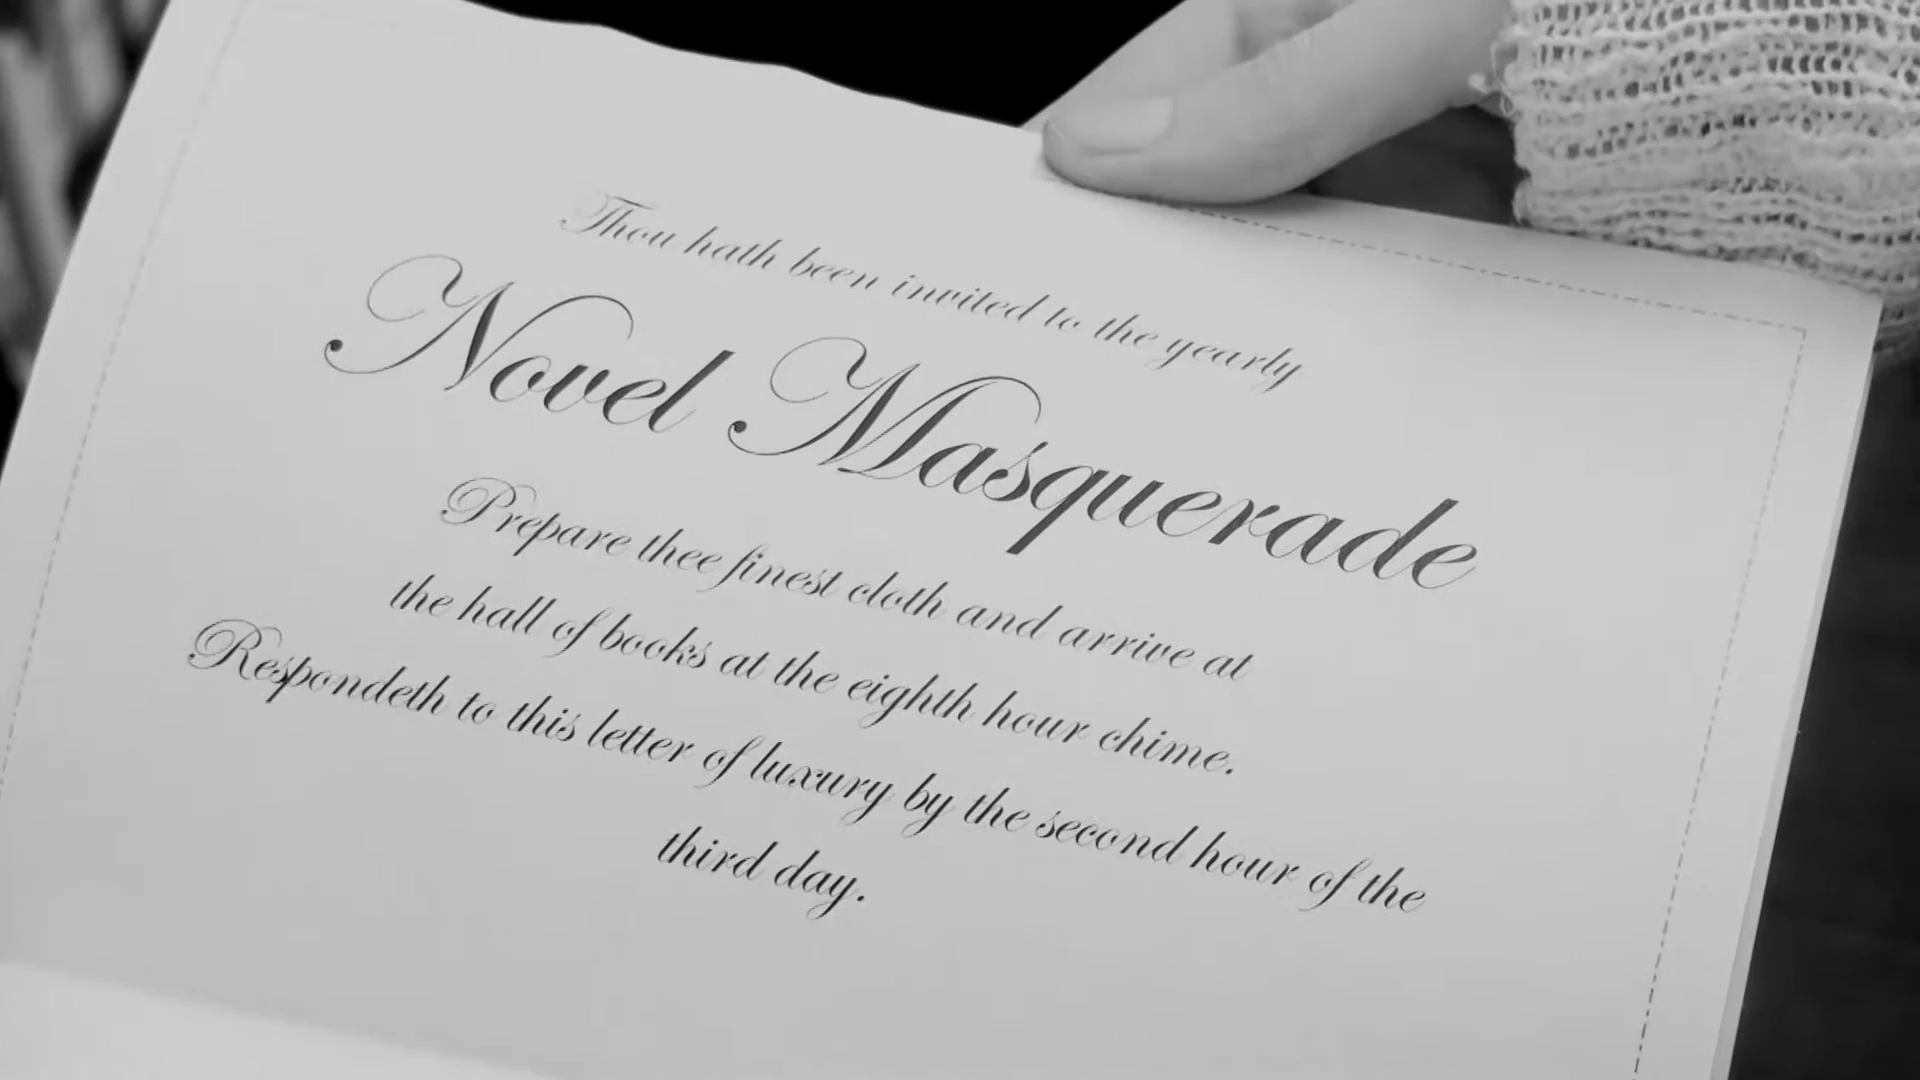 Thou hath been invited to the yearly
Novel Masquerade
Prepare thee finest cloth and arrive at
the hall of books at the eighth hour chime.
Respondeth to this letter of luxury by the second hour of the
third day.